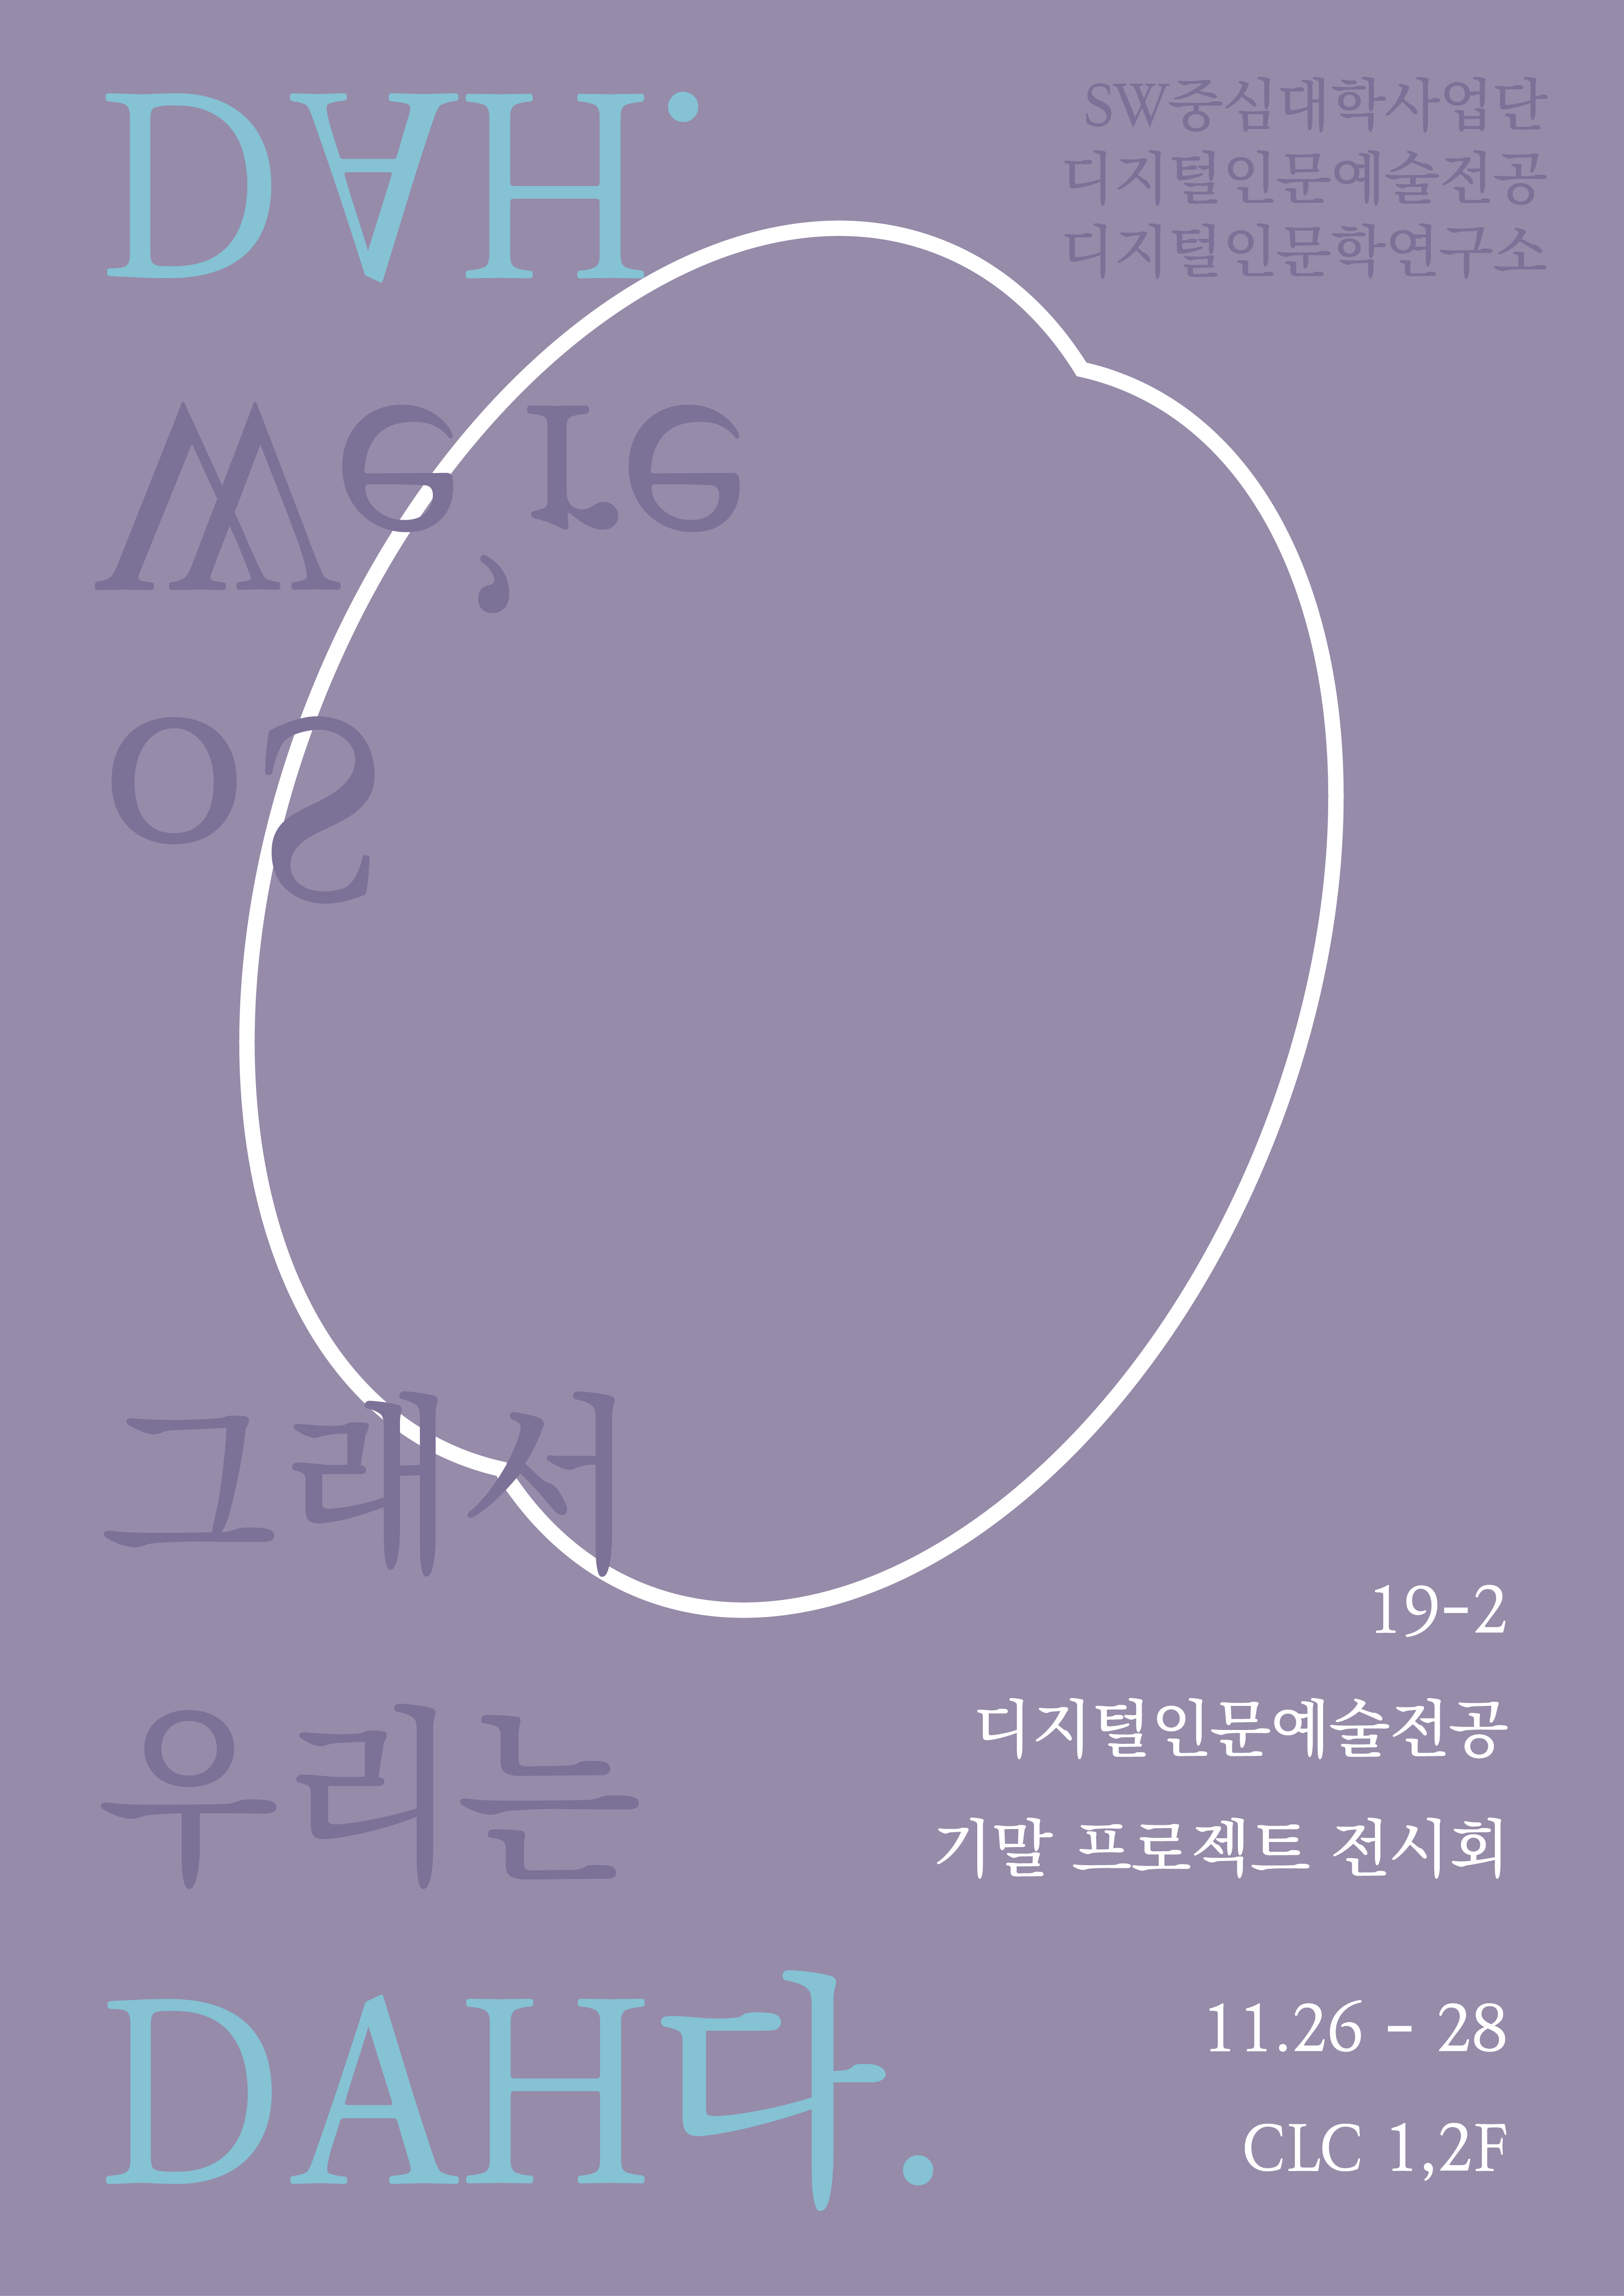 DAH.
We're
So
SW중심대학사업단
디지털인문예술전공
디지털인문학연구소
그래서
우리는
DAH다.
19-2
디지털인문예술전공
기말 프로젝트 전시회
11.26 - 28
CLC 1,2F